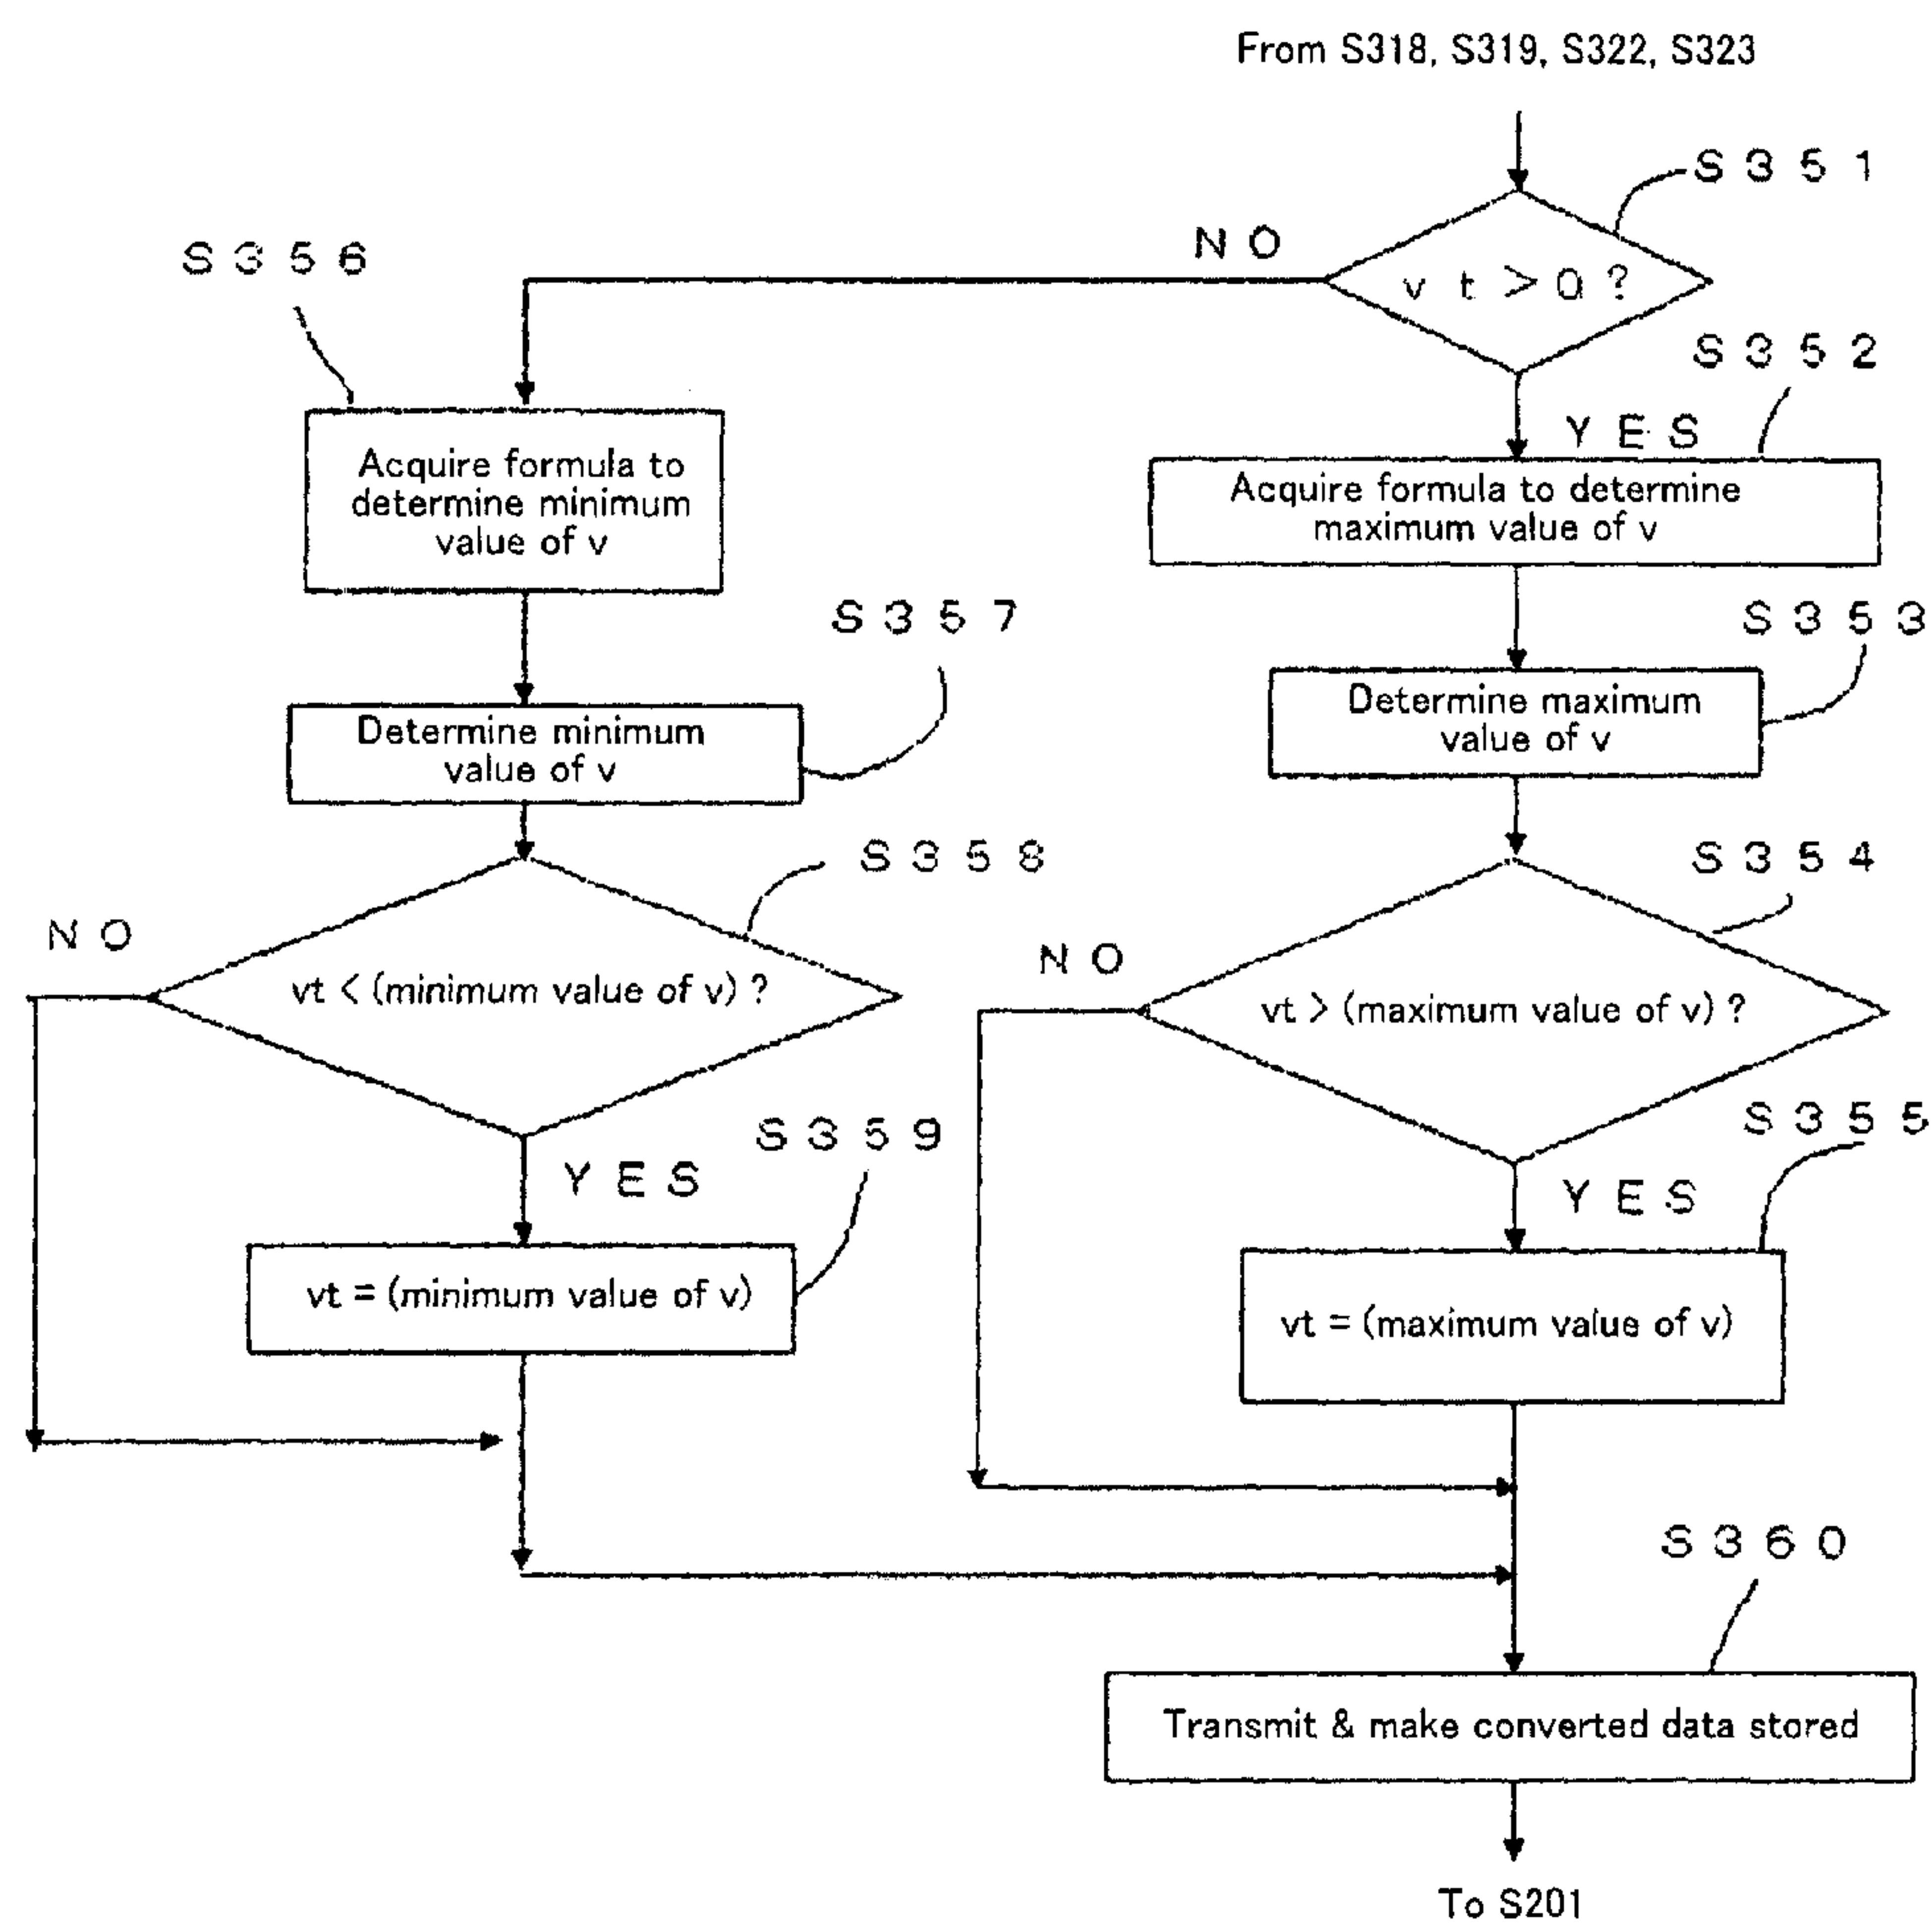 From S318, S319, S322, S323
S351
NO
vt>0?
S356
S352
YES
Acquire formula to
determine minimum
value of v
Acquire formula to determine
maximum value of v
S357
S353
Determine minimum
value of v
Determine maximum
value of v
S358
S354
NO
vt < (minimum value of v) ?
NO
vt > (maximum value of v) ?
S359
S355
YES
YES
vt = (minimum value of v)
vt = (maximum value of v)
S360
Transmit & make converted data stored
To S201